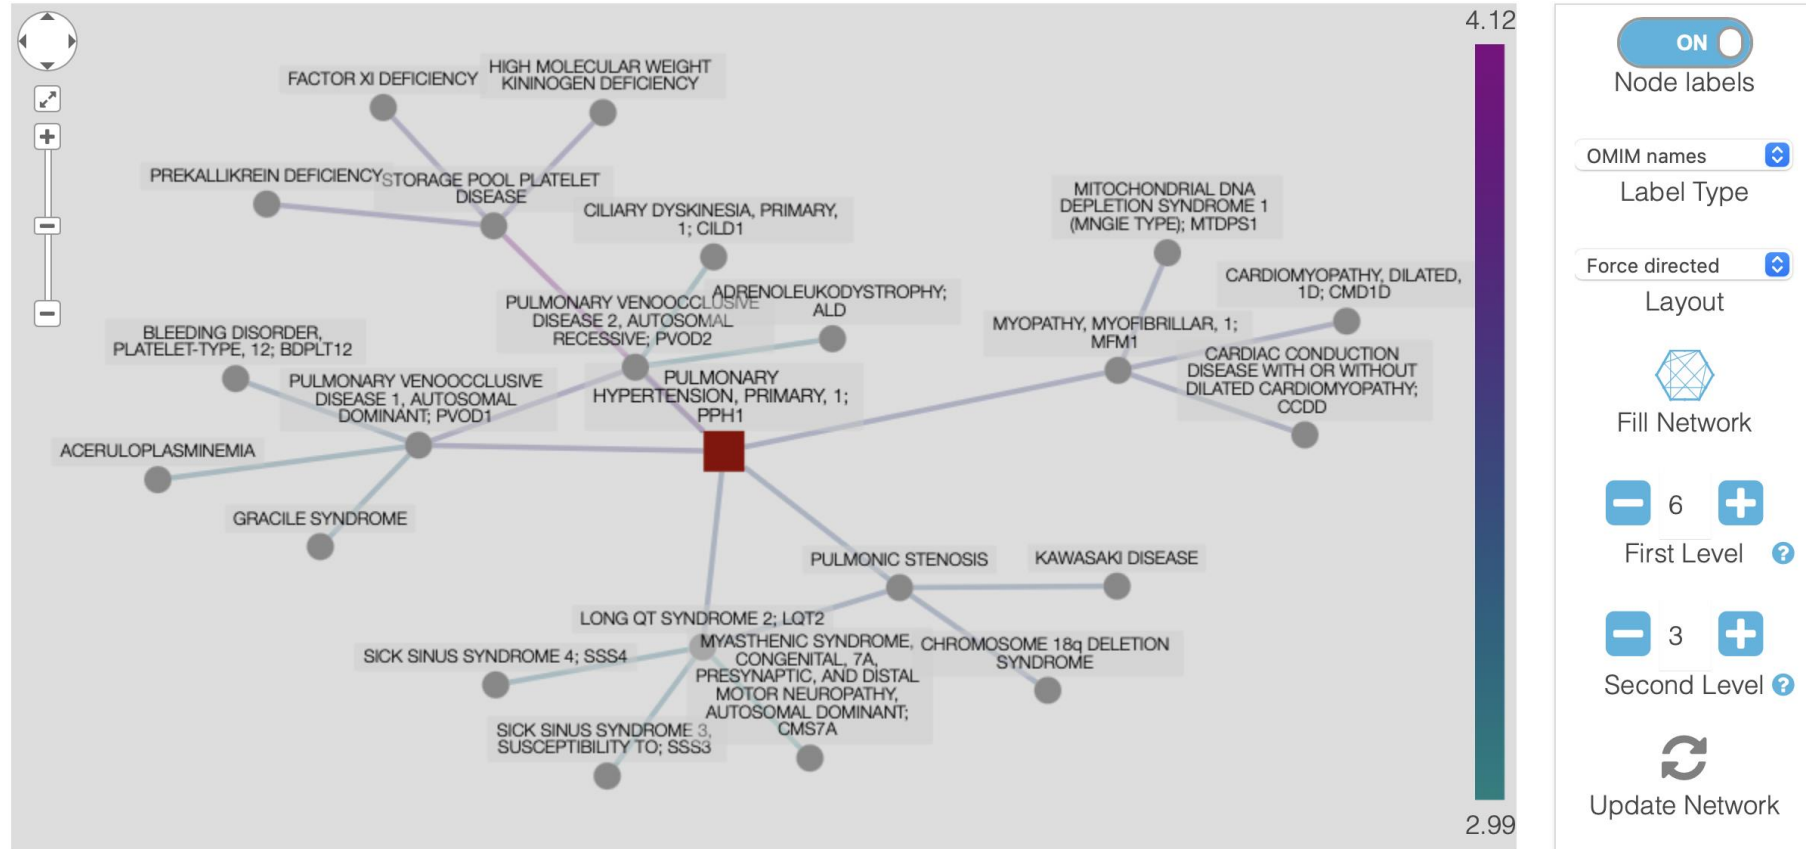 4.12
FACTOR XI DEFICIENCY
HIGH MOLECULAR WEIGHT
KININOGEN DEFICIENCY
PREKALLIKREIN DEFICIENCY
STORAGE POOL PLATELET
DISEASE
CILIARY DYSKINESIA, PRIMARY,
1; CILD1
MITOCHONDRIAL DNA
DEPLETION SYNDROME 1
(MNGIE TYPE); MTDPS1
PULMONARY VENOOCCLUSIVE
DISEASE 2, AUTOSOMAL
RECESSIVE; PVOD2
ADRENOLEUKODYSTROPHY;
ALD
CARDIOMYOPATHY, DILATED,
1D; CMD1D
MYOPATHY, MYOFIBRILLAR, 1;
MFM1
BLEEDING DISORDER,
PLATELET-TYPE, 12; BDPLT12
CARDIAC CONDUCTION
DISEASE WITH OR WITHOUT
DILATED CARDIOMYOPATHY;
CCDD
PULMONARY VENOOCCLUSIVE
DISEASE 1, AUTOSOMAL
DOMINANT; PVOD1
PULMONARY
HYPERTENSION, PRIMARY, 1;
PPH1
ACERULOPLASMINEMIA
GRACILE SYNDROME
PULMONIC STENOSIS
KAWASAKI DISEASE
LONG QT SYNDROME 2; LQT2
SICK SINUS SYNDROME 4; SSS4
MYASTHENIC SYNDROME,
CONGENITAL, 7A,
PRESYNAPTIC, AND DISTAL
MOTOR NEUROPATHY,
AUTOSOMAL DOMINANT;
CMS7A
CHROMOSOME 18q DELETION
SYNDROME
SICK SINUS SYNDROME 3,
SUSCEPTIBILITY TO; SSS3
2.99
ON
Node labels
OMIM names
Label Type
Force directed
Layout
Fill Network
6
First Level ?
3
Second Level ?
Update Network